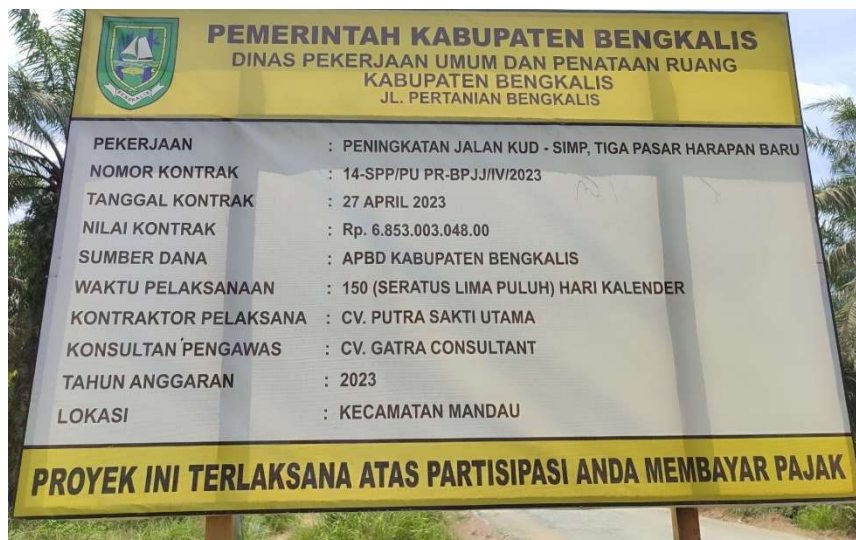 PEMERINTAH KABUPATEN BENGKALIS
DINAS PEKERJAAN UMUM DAN PENATAAN RUANG
KABUPATEN BENGKALIS
JL. PERTANIAN BENGKALIS
BENGKALIS
PEKERJAAN : PENINGKATAN JALAN KUD - SIMP, TIGA PASAR HARAPAN BARU
NOMOR KONTRAK : 14-SPP/PU PR-BPJJ/IV/2023
TANGGAL KONTRAK : 27 APRIL 2023
NILAI KONTRAK : Rp. 6.853.003.048.00
SUMBER DANA : APBD KABUPATEN BENGKALIS
WAKTU PELAKSANAAN : 150 (SERATUS LIMA PULUH) HARI KALENDER
KONTRAKTOR PELAKSANA : CV. PUTRA SAKTI UTAMA
KONSULTAN PENGAWAS : CV. GATRA CONSULTANT
TAHUN ANGGARAN : 2023
LOKASI : KECAMATAN MANDAU
PROYEK INI TERLAKSANA ATAS PARTISIPASI ANDA MEMBAYAR PAJAK